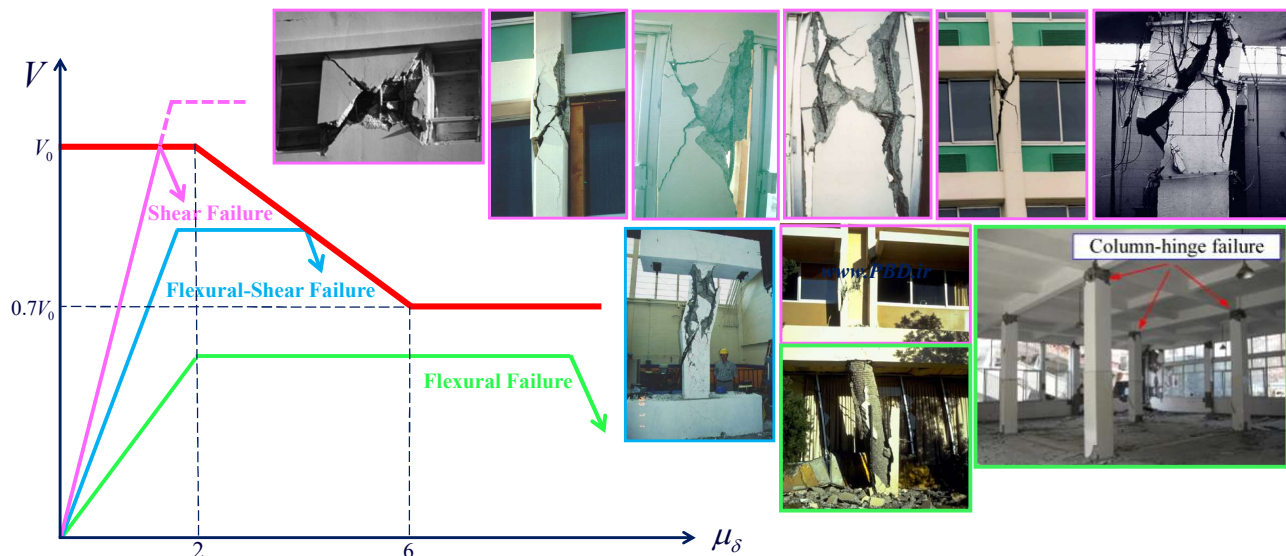 V
V₀
Shear Failure
Flexural-Shear Failure
0.7V₀
Flexural Failure
2
6
μδ
www.PBD.ir
Column-hinge failure